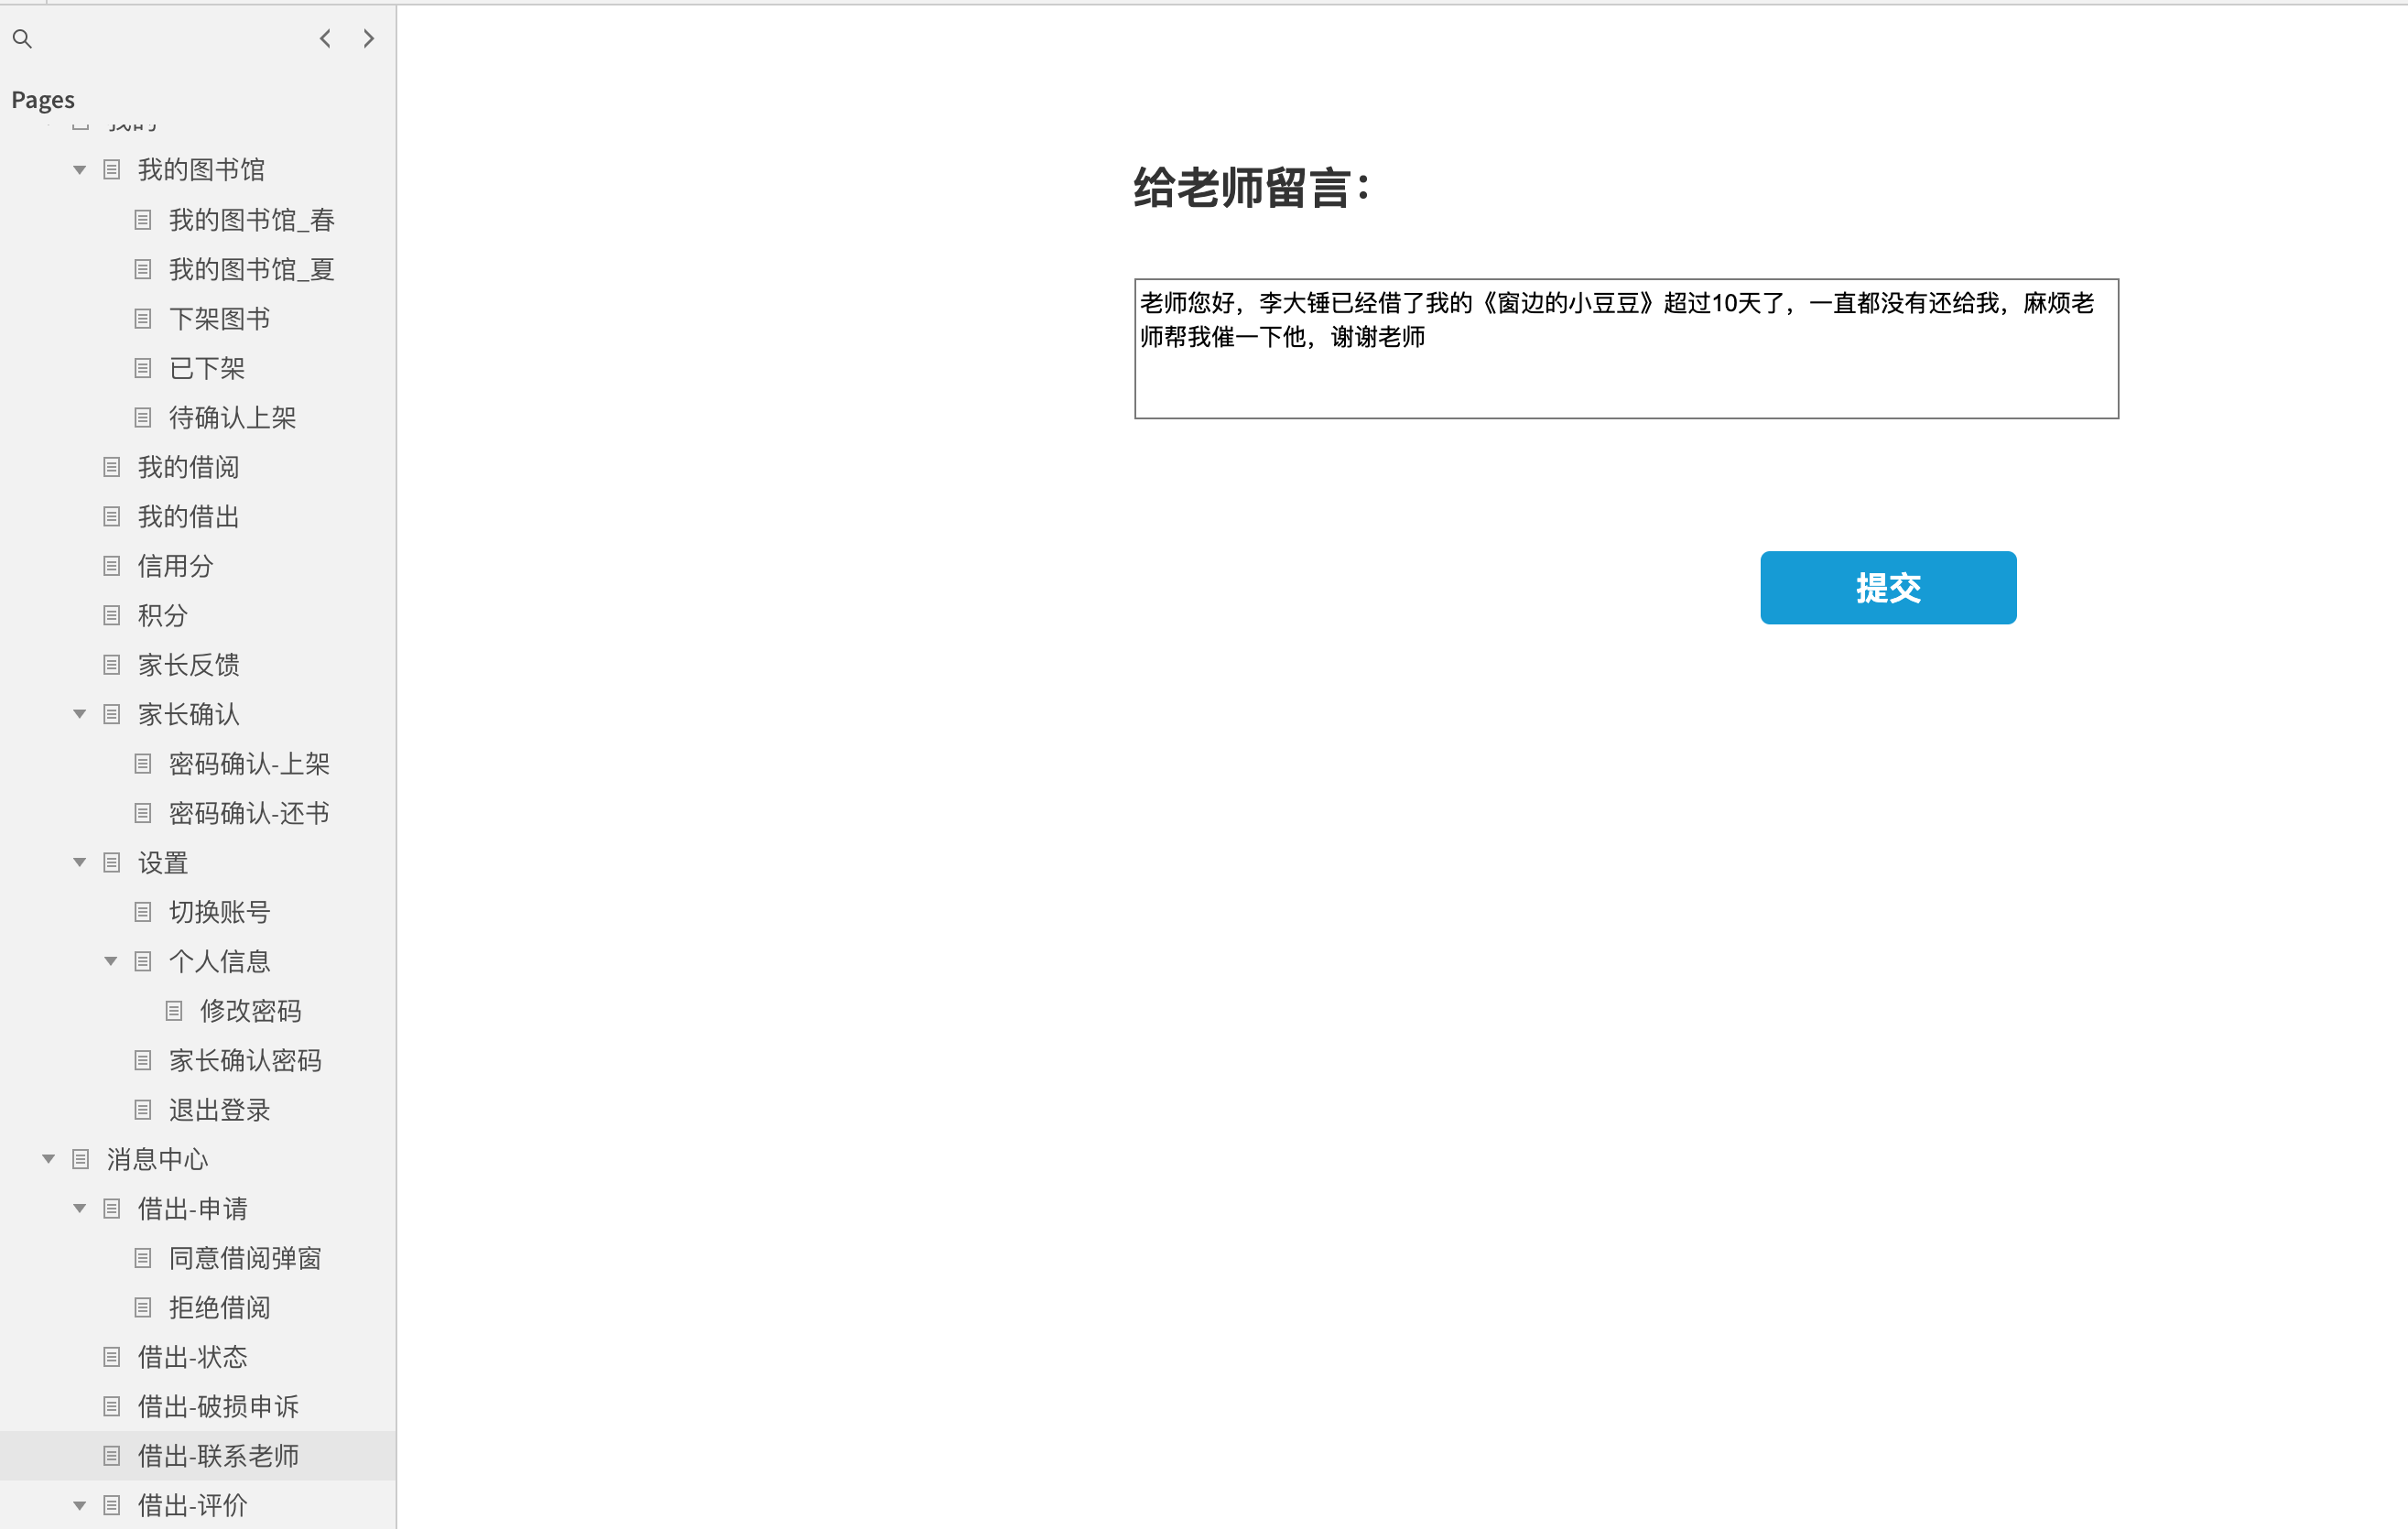 Pages
我的
我的图书馆
我的图书馆_春
我的图书馆_夏
下架图书
已下架
待确认上架
我的借阅
我的借出
信用分
积分
家长反馈
家长确认
密码确认-上架
密码确认-还书
设置
切换账号
个人信息
修改密码
家长确认密码
退出登录
消息中心
借出-申请
同意借阅弹窗
拒绝借阅
借出-状态
借出-破损申诉
借出-联系老师
借出-评价
给老师留言：
老师您好，李大锤已经借了我的《窗边的小豆豆》超过10天了，一直都没有还给我，麻烦老
师帮我催一下他，谢谢老师
提交